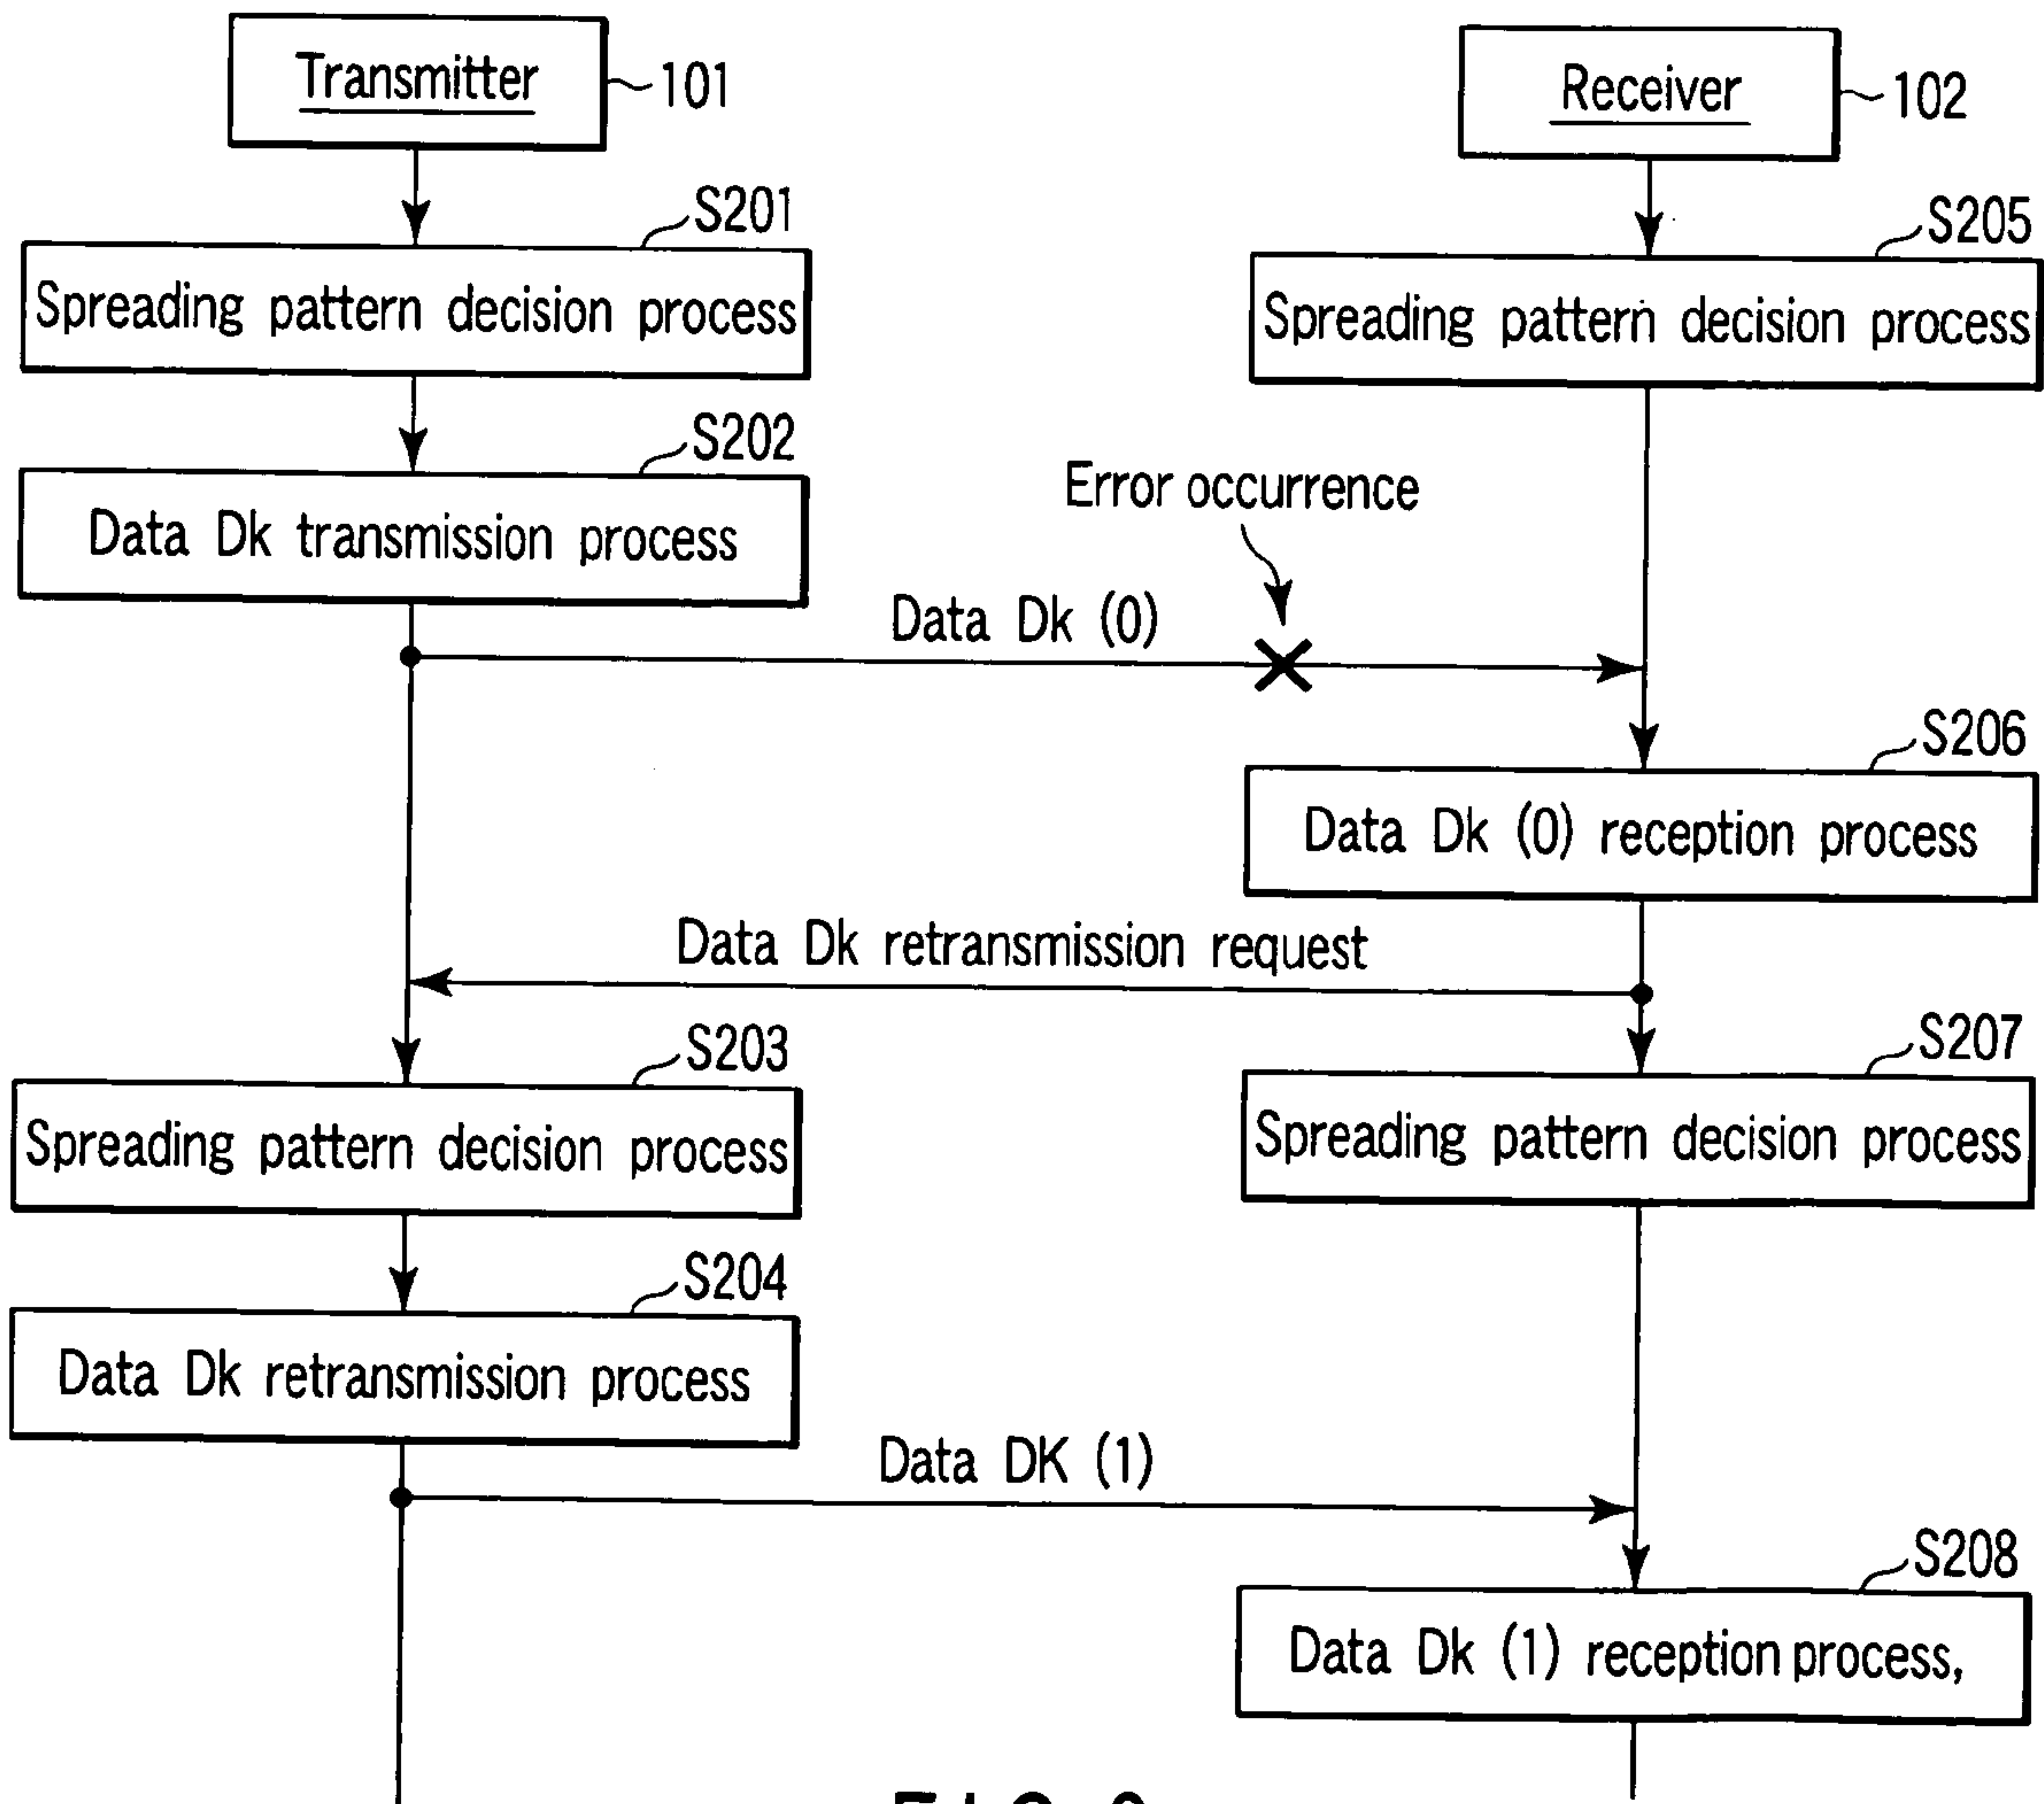 Transmitter
101
Receiver
102
S201
Spreading pattern decision process
S205
Spreading pattern decision process
S202
Data Dk transmission process
Error occurrence
Data Dk (0)
S206
Data Dk (0) reception process
Data Dk retransmission request
S203
Spreading pattern decision process
S207
Spreading pattern decision process
S204
Data Dk retransmission process
Data DK (1)
S208
Data Dk (1) reception process,